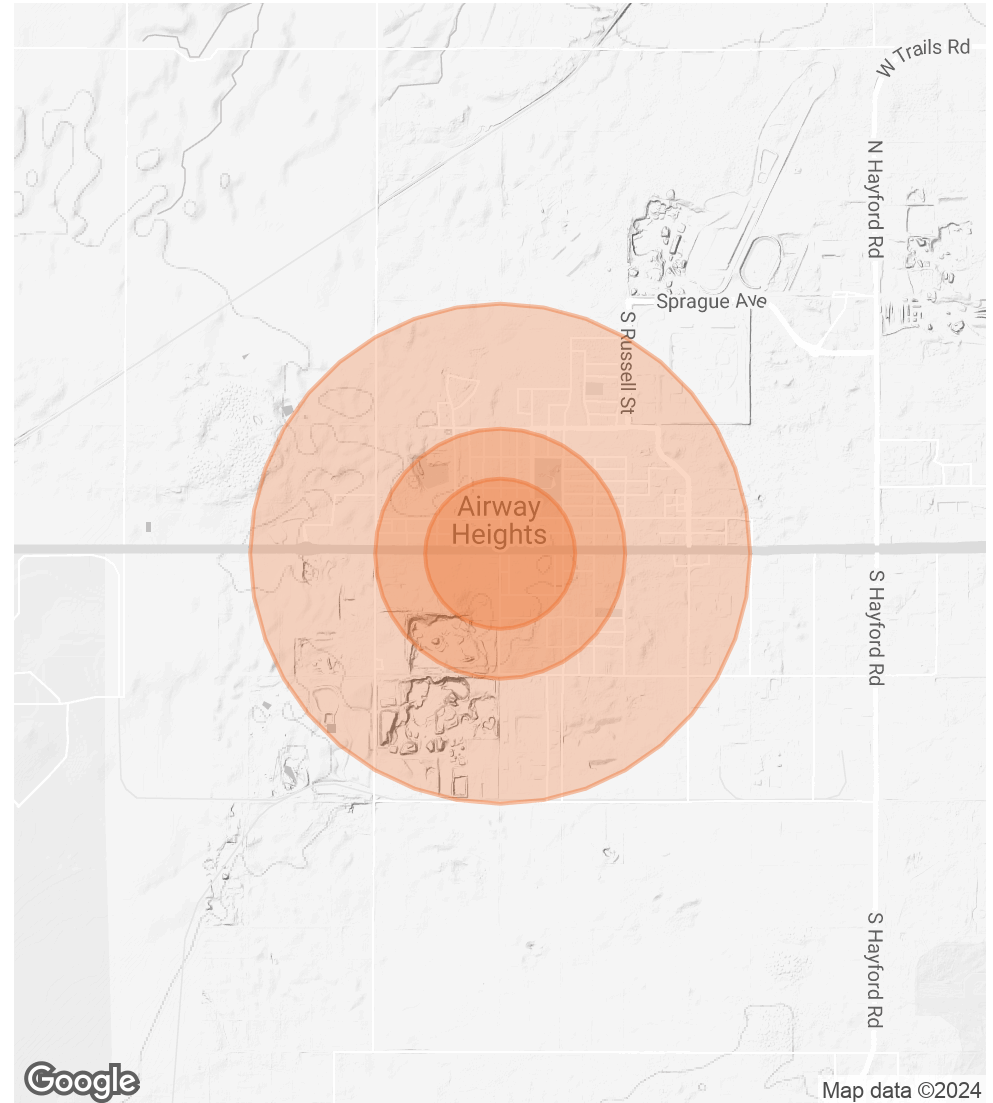 W Trails Rd
N Hayford Rd
Sprague Ave
S Russell St
Airway
Heights
S Hayford Rd
S Hayford Rd
Google
Map data ©2024